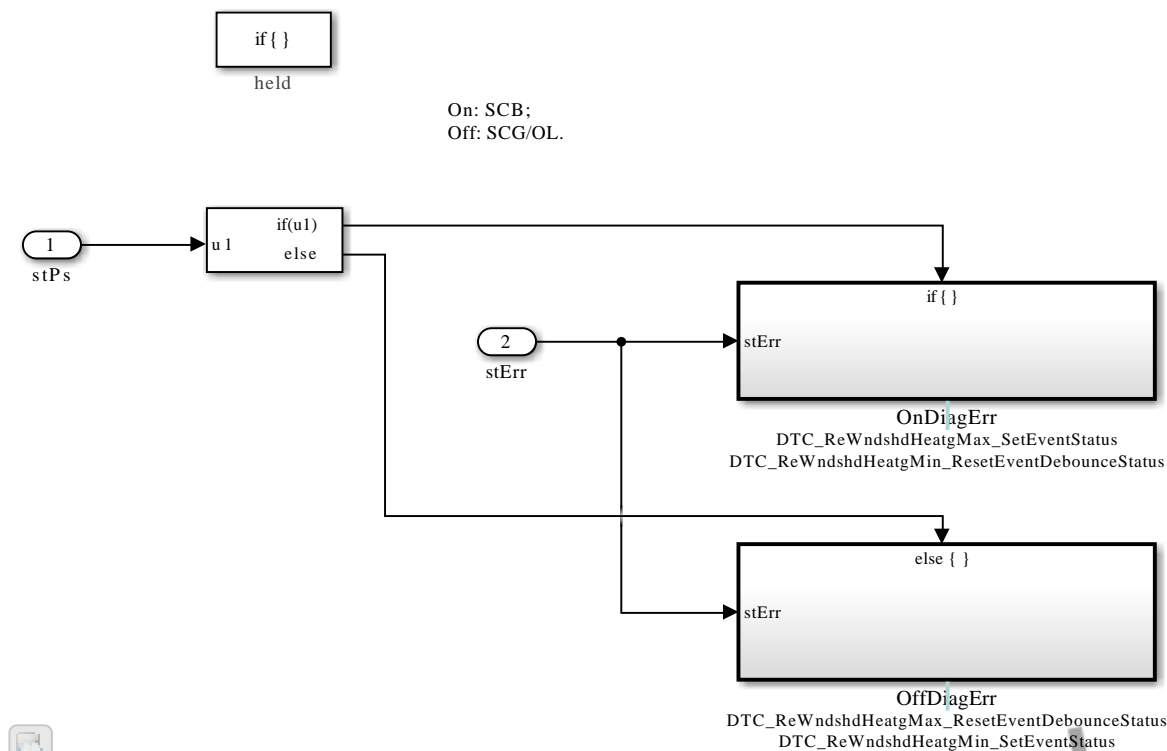 if { }
held
On: SCB;
Off: SCG/OL.
1
stPs
u1
if(u1)
else
2
stErr
if { }
stErr
OnDiagErr
DTC_ReWndshdHeatgMax_SetEventStatus
DTC_ReWndshdHeatgMin_ResetEventDebounceStatus
else { }
stErr
OffDiagErr
DTC_ReWndshdHeatgMax_ResetEventDebounceStatus
DTC_ReWndshdHeatgMin_SetEventStatus